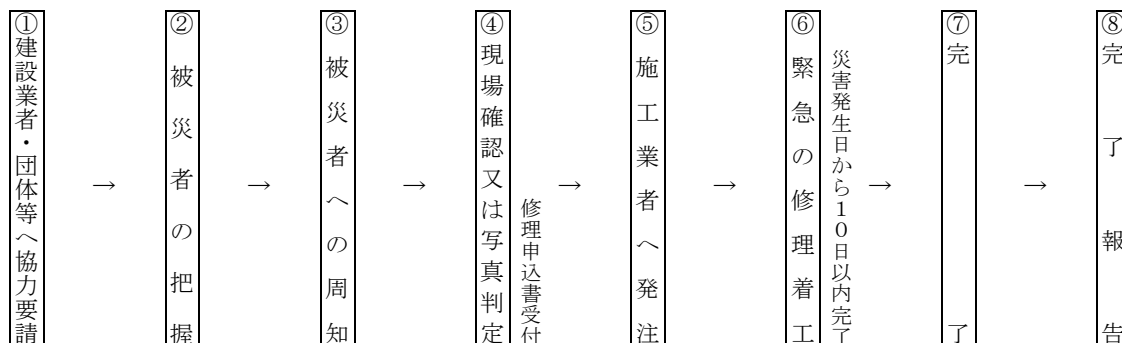 ①建設業者・団体等へ協力要請
→
②被災者の把握
→
③被災者への周知
→
④現場確認又は写真判定
修理申込書受付
→
⑤施工業者へ発注
→
⑥緊急の修理着工
災害発生日から10日以内完了
→
⑦完了
→
⑧完了報告